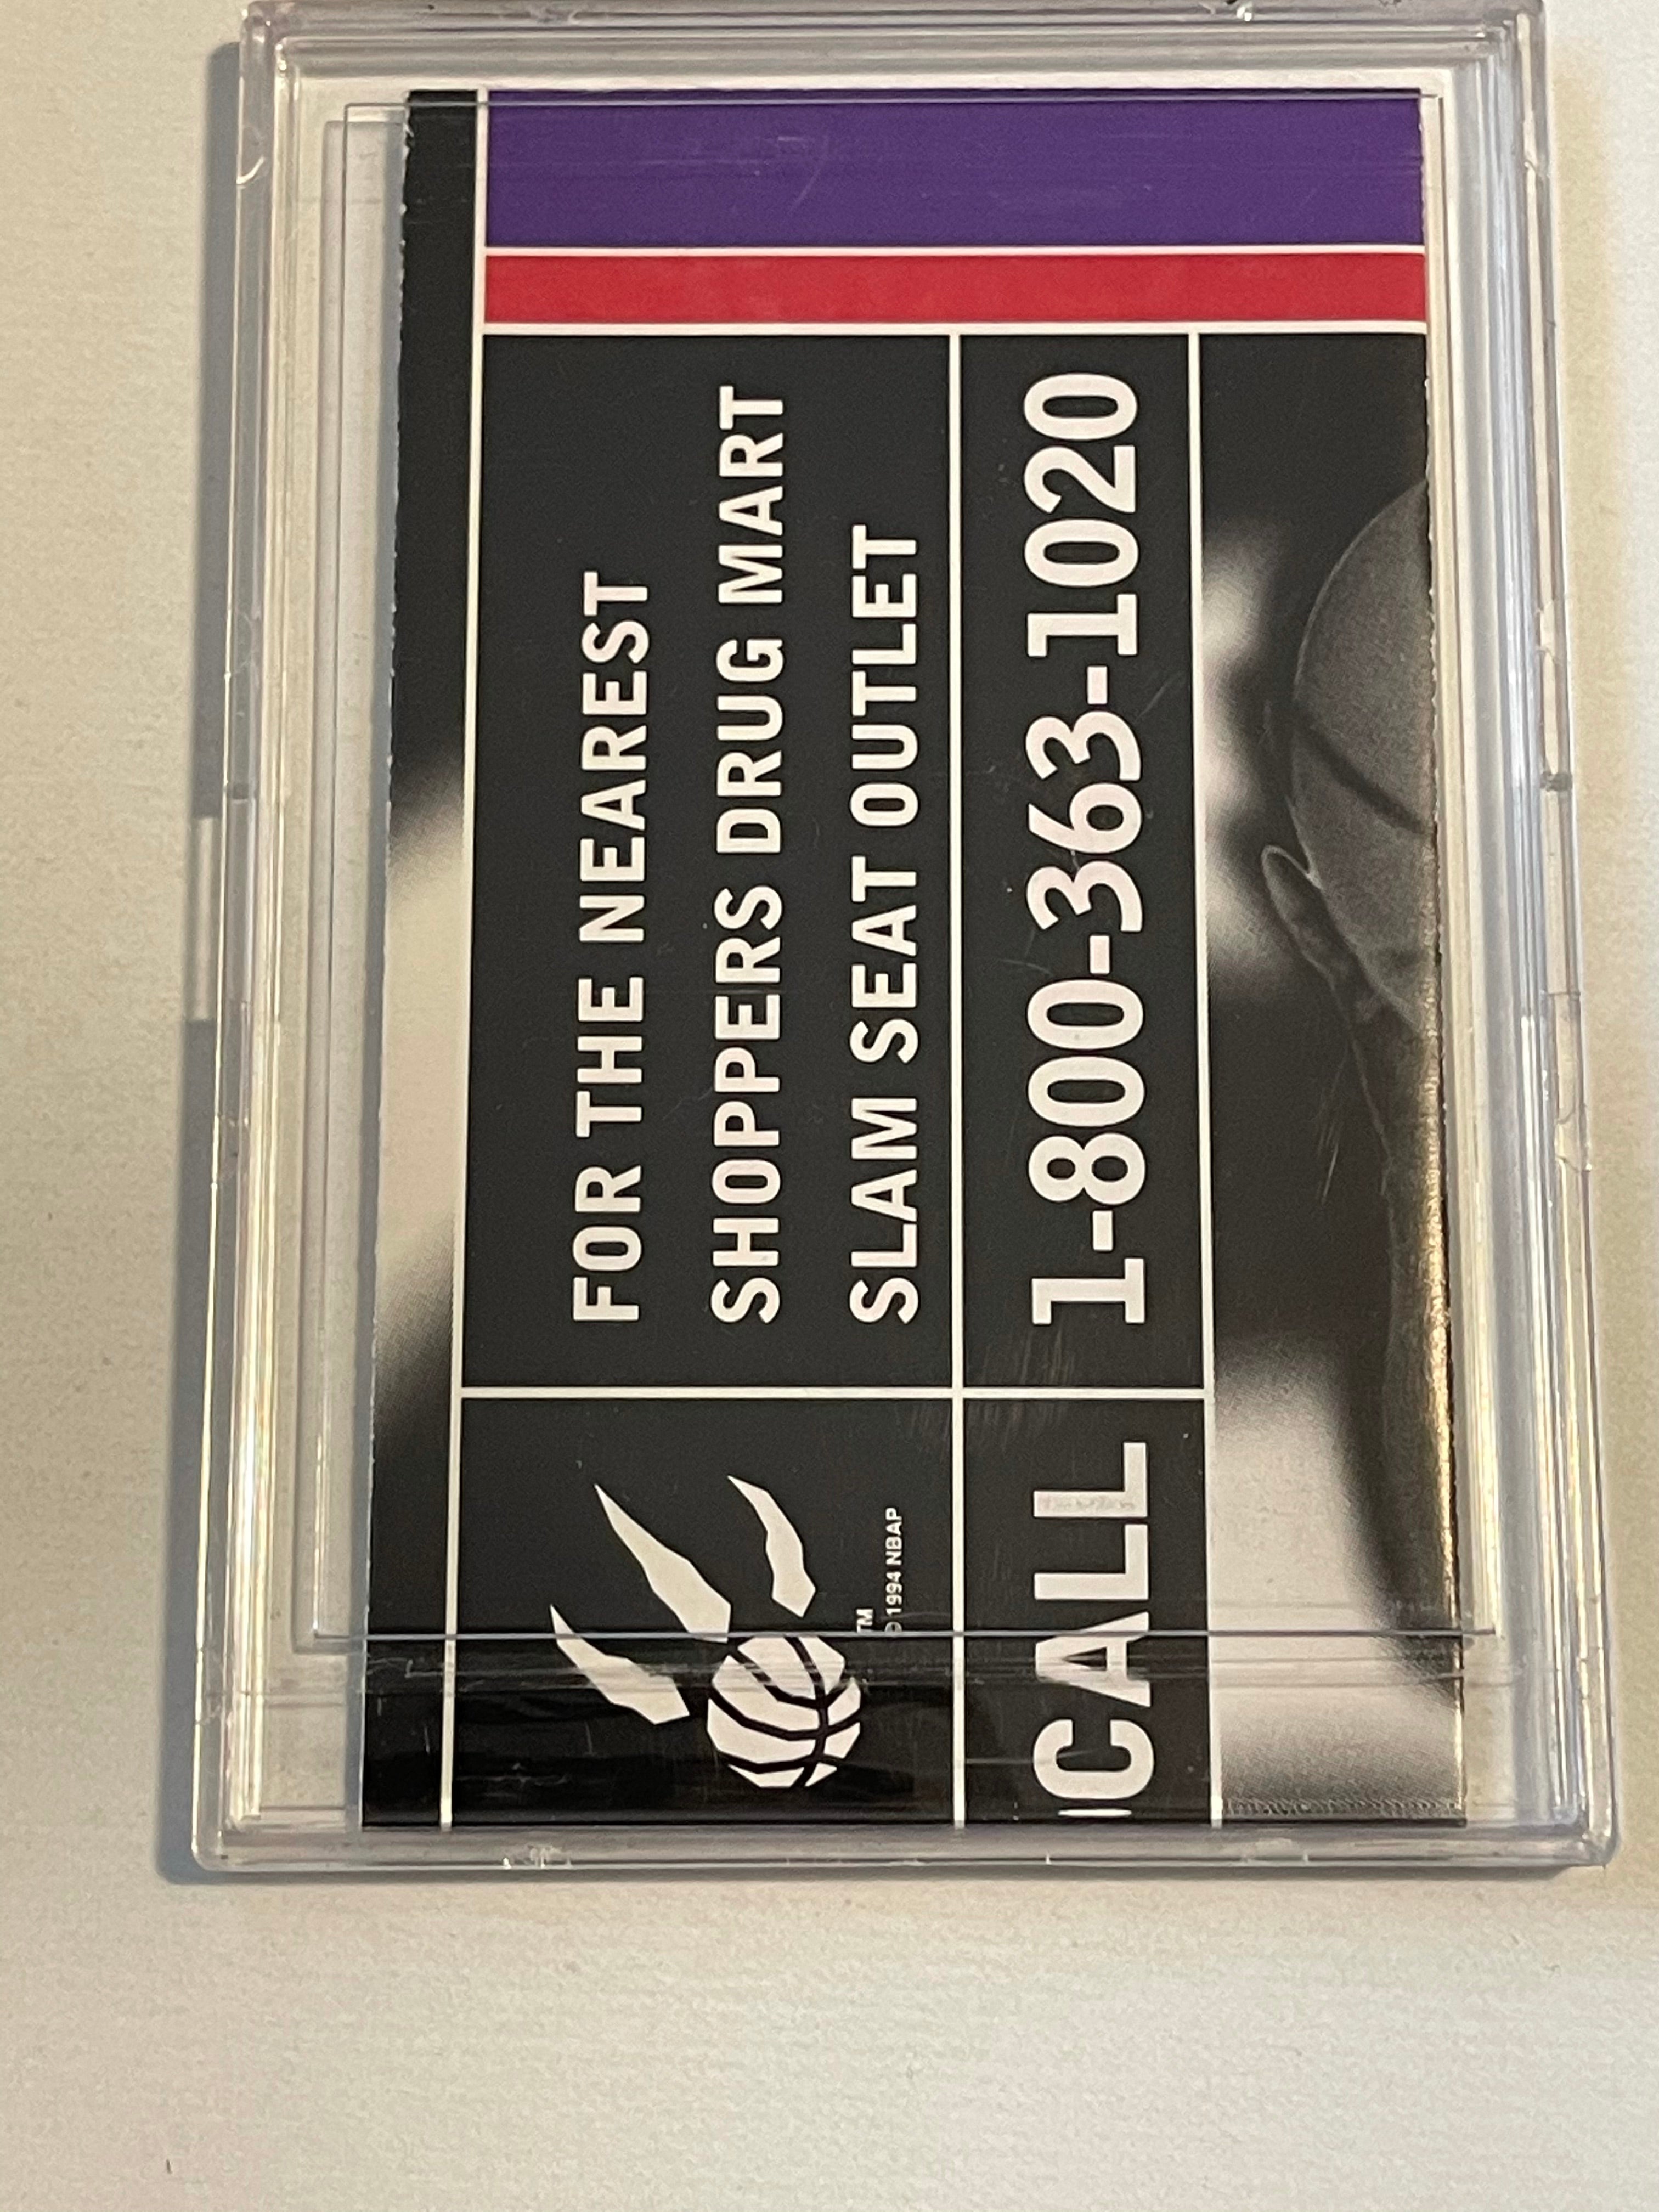 FOR THE NEAREST
SHOPPERS DRUG MART
SLAM SEAT OUTLET
TM
© 1994 NBAP
CALL 1-800-363-1020